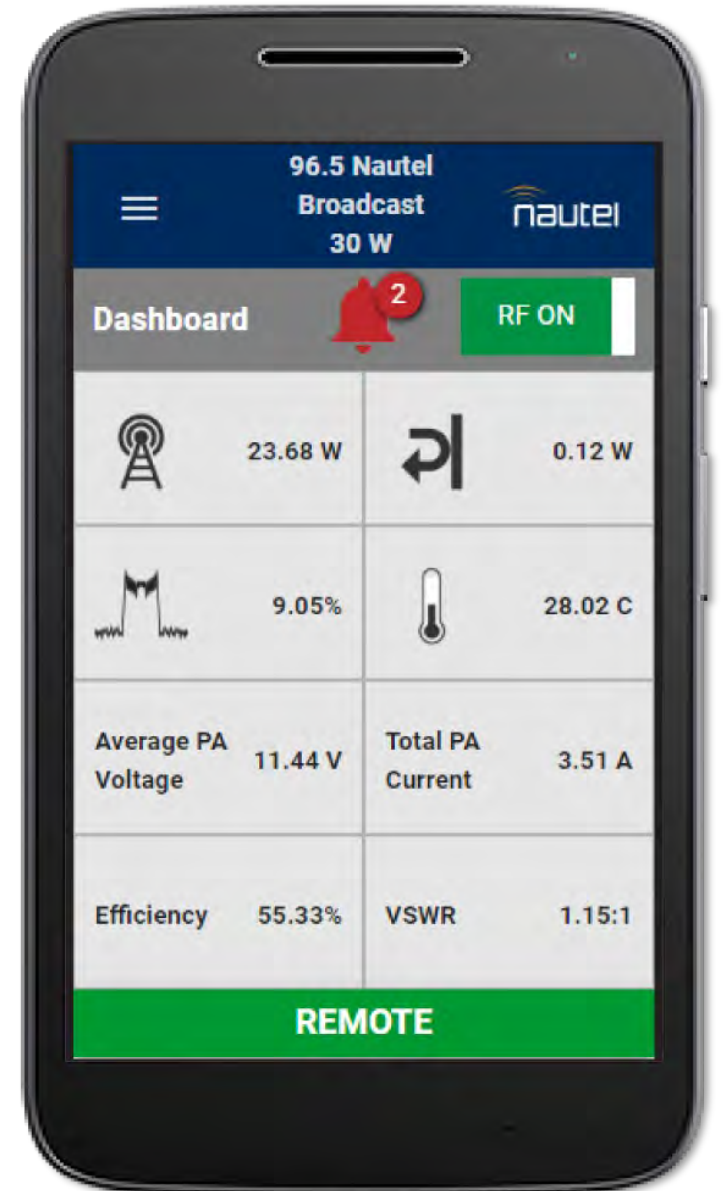 96.5 Nautel
Broadcast
30 W
nautel
Dashboard
2
RF ON
23.68 W
0.12 W
9.05%
28.02 C
Average PA
Voltage
11.44 V
Total PA
Current
3.51 A
Efficiency
55.33%
VSWR
1.15:1
REMOTE